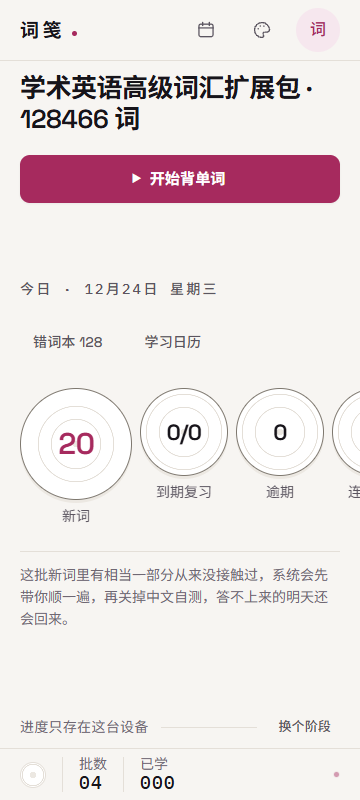 词笺
词
学术英语高级词汇扩展包 ·
128466 词
开始背单词
今日 · 12月24日 星期三
错词本 128 学习日历
20 0/0 0
新词 到期复习 逾期
这批新词里有相当一部分从来没接触过，系统会先
带你顺一遍，再关掉中文自测，答不上来的明天还
会回来。
进度只存在这台设备 换个阶段
批数 已学
04 000